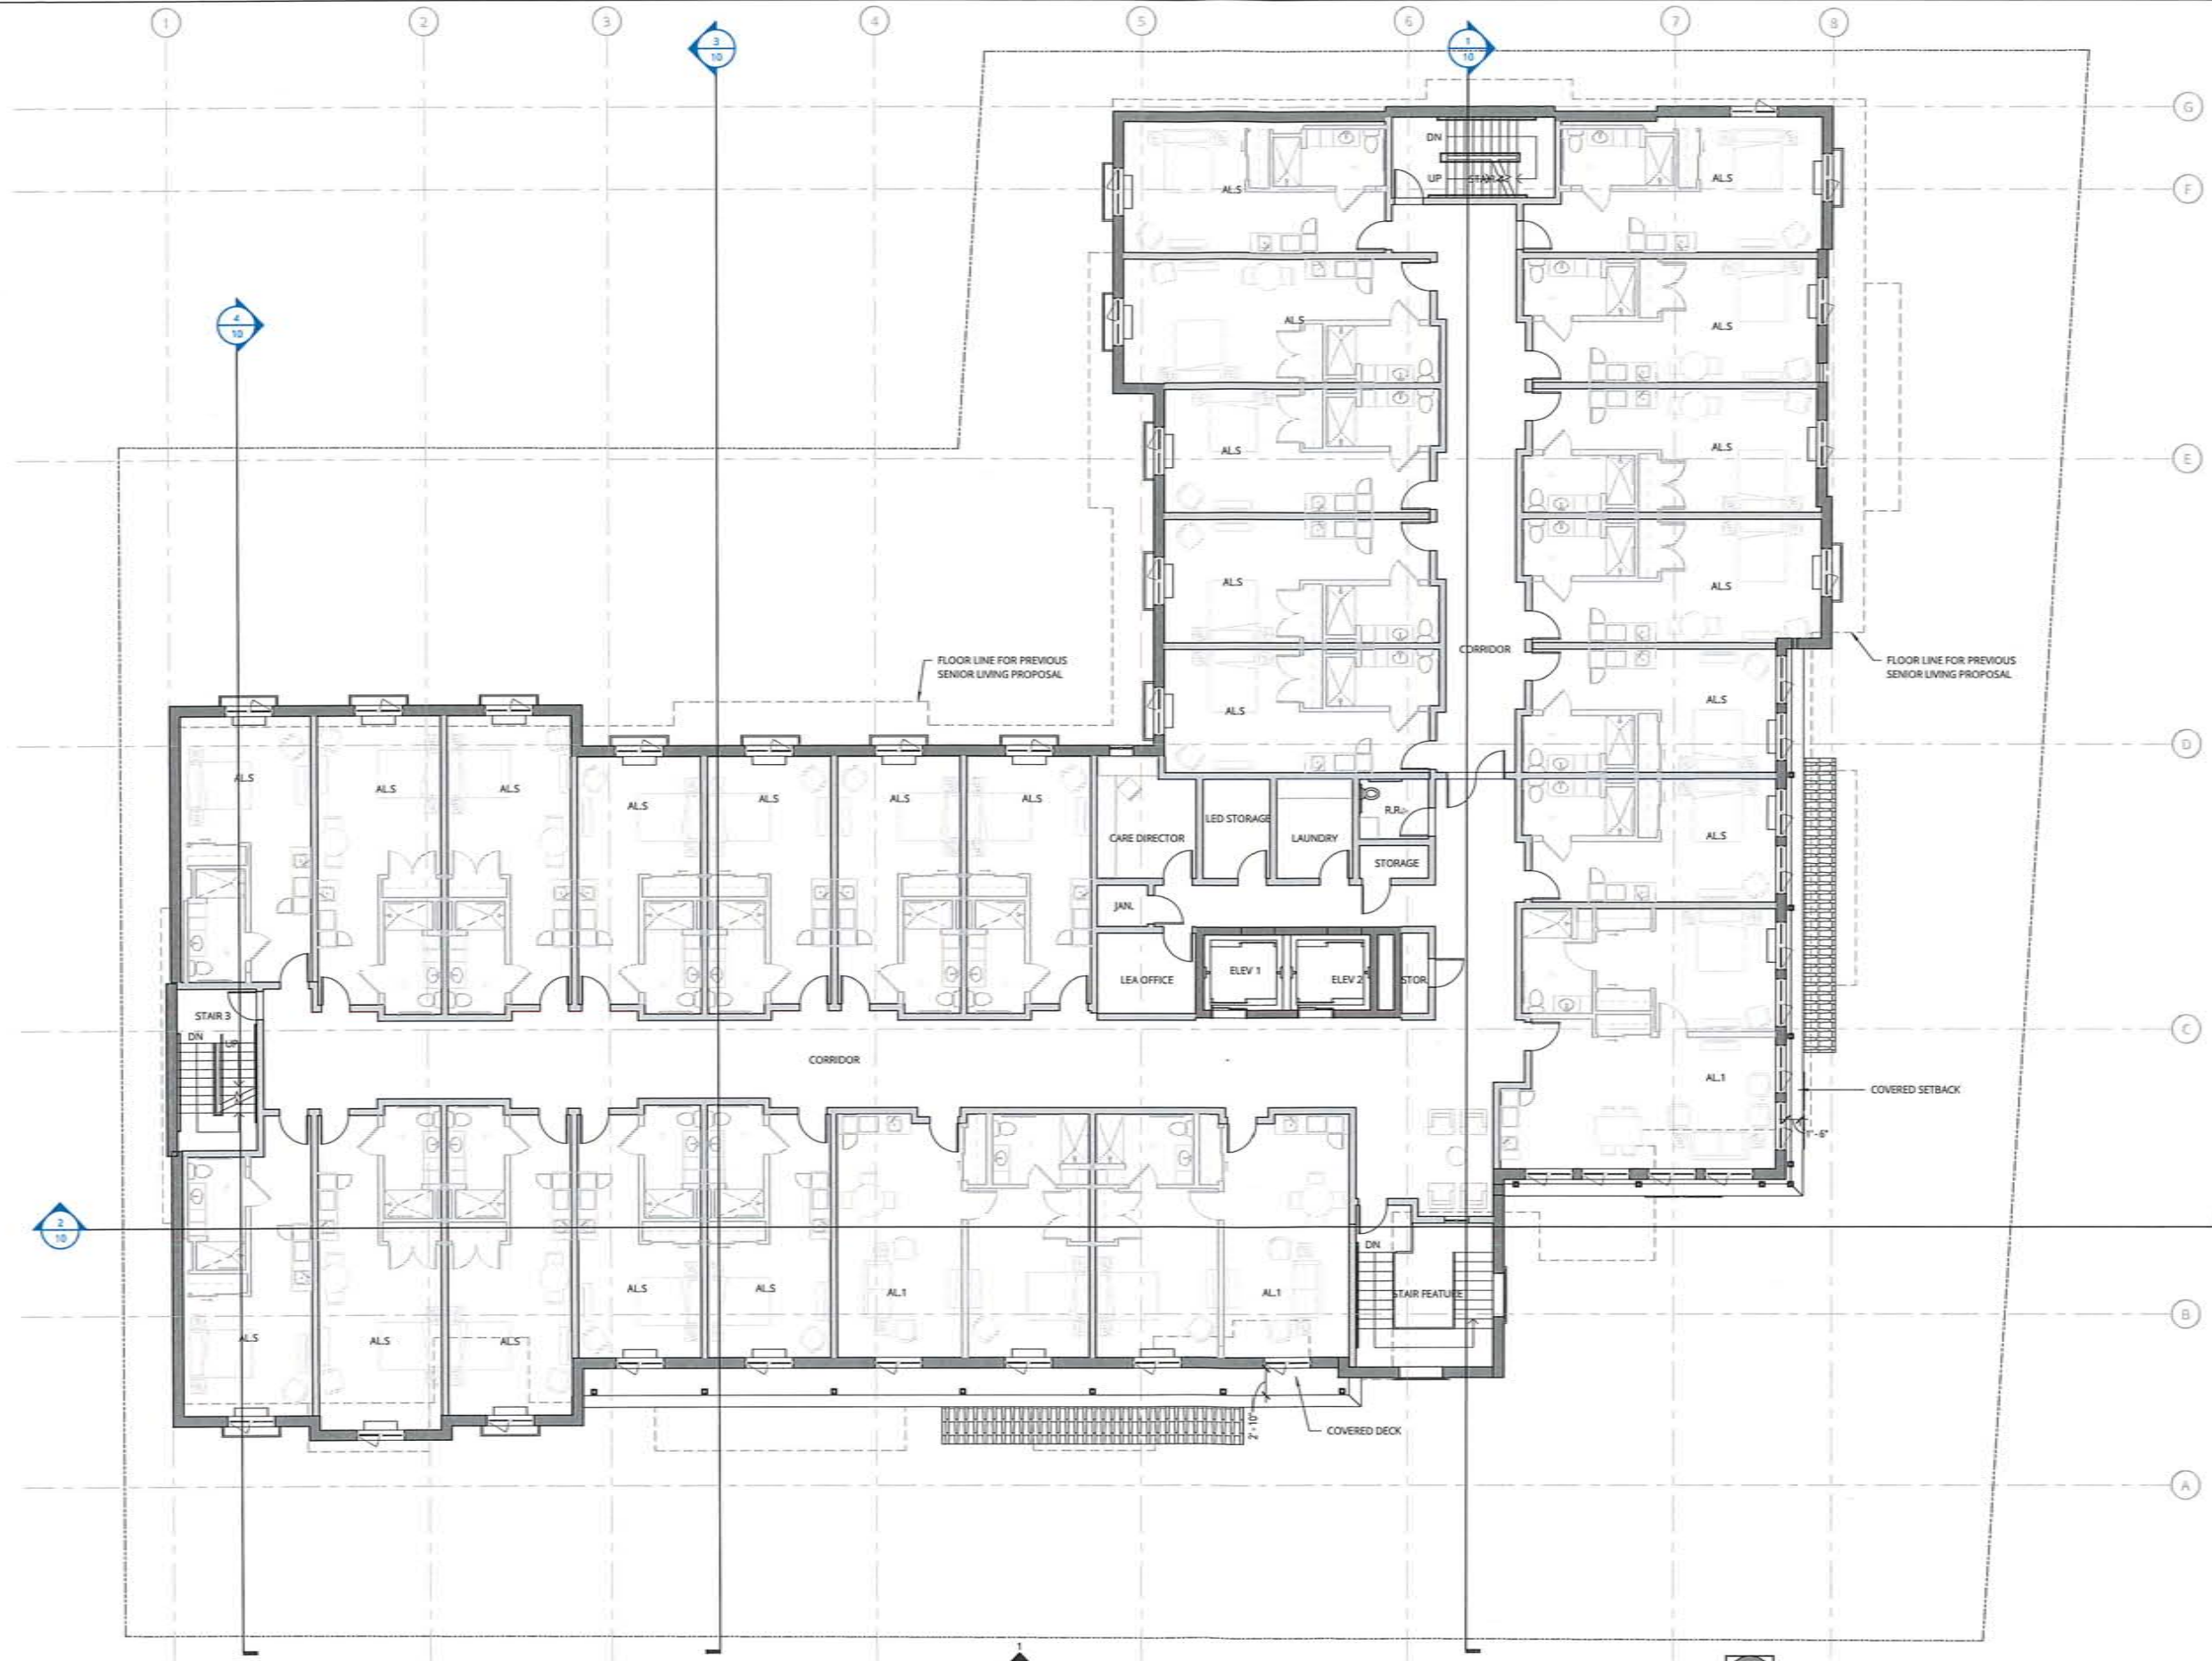 1 2 3 4 5 6 7 8
3
10
1
10
G
DN
UP
F
AL.S
AL.S
AL.S
AL.S
4
10
AL.S
AL.S
E
AL.S
AL.S
CORRIDOR
FLOOR LINE FOR PREVIOUS
SENIOR LIVING PROPOSAL
FLOOR LINE FOR PREVIOUS
SENIOR LIVING PROPOSAL
AL.S
AL.S
D
AL.S
AL.S
AL.S
AL.S
AL.S
AL.S
AL.S
CARE DIRECTOR
LED STORAGE
LAUNDRY
R.R.
AL.S
STORAGE
JAN.
LEA OFFICE
ELEV 1
ELEV 2
STOR.
STAIR 3
DN
UP
C
CORRIDOR
AL.1
COVERED SETBACK
1'-6"
2
10
DN
AL.S
AL.S
AL.1
AL.1
STAIR FEATURE
B
AL.S
AL.S
AL.S
2'-10"
COVERED DECK
A
1